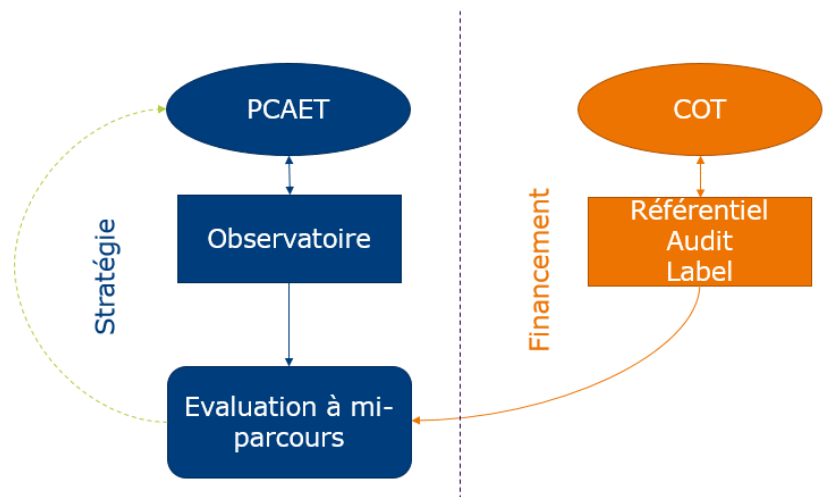 PCAET
COT
Observatoire
Référentiel
Audit
Label
Stratégie
Financement
Evaluation à mi-
parcours